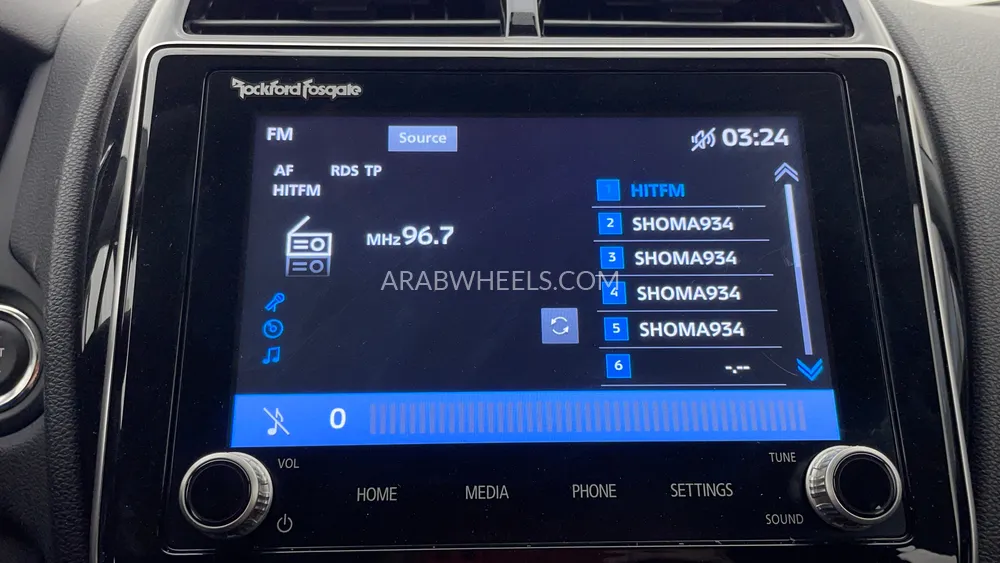 Rockford Fosgate
FM
Source
03:24
AF RDS TP
HITFM
MHz 96.7
1 HITFM
2 SHOMA934
3 SHOMA934
4 SHOMA934
5 SHOMA934
6 -.--
ARABWHEELS.COM
0
VOL
TUNE
HOME
MEDIA
PHONE
SETTINGS
SOUND